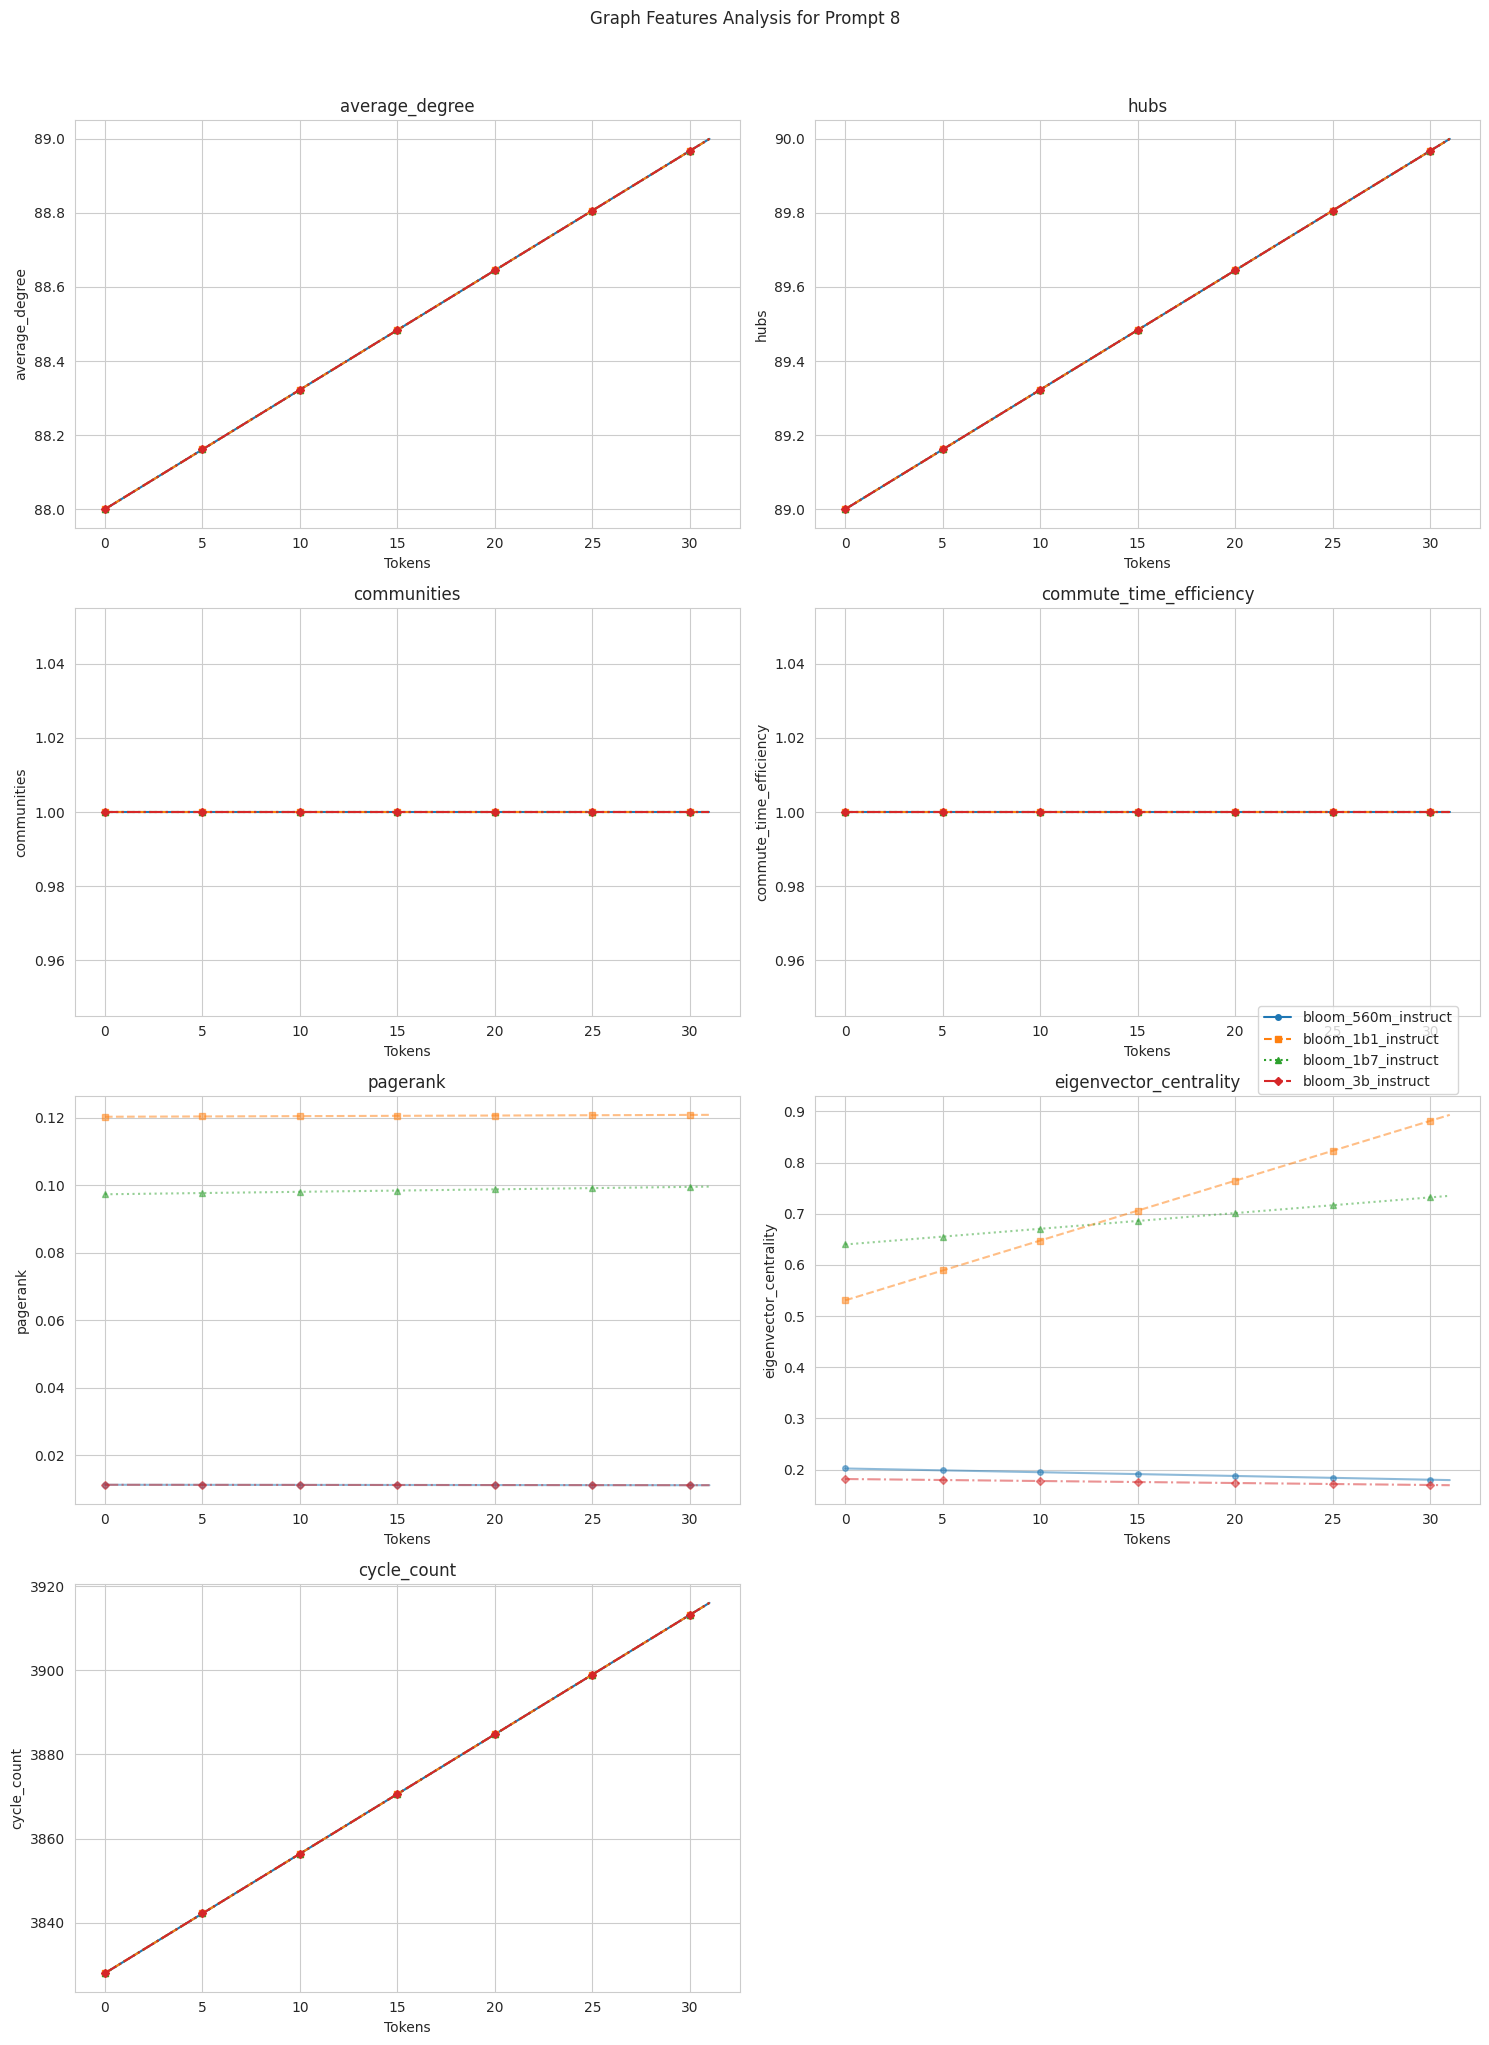 Graph Features Analysis for Prompt 8
average_degree
89.0
88.8
88.6
88.4
88.2
88.0
average_degree
0 5 10 15 20 25 30
Tokens
hubs
90.0
89.8
89.6
89.4
89.2
89.0
hubs
0 5 10 15 20 25 30
Tokens
communities
1.04
1.02
1.00
0.98
0.96
communities
0 5 10 15 20 25 30
Tokens
commute_time_efficiency
1.04
1.02
1.00
0.98
0.96
commute_time_efficiency
0 5 10 15 20 25 30
Tokens
bloom_560m_instruct
bloom_1b1_instruct
bloom_1b7_instruct
bloom_3b_instruct
pagerank
0.12
0.10
0.08
0.06
0.04
0.02
pagerank
0 5 10 15 20 25 30
Tokens
eigenvector_centrality
0.9
0.8
0.7
0.6
0.5
0.4
0.3
0.2
eigenvector_centrality
0 5 10 15 20 25 30
Tokens
cycle_count
3920
3900
3880
3860
3840
cycle_count
0 5 10 15 20 25 30
Tokens